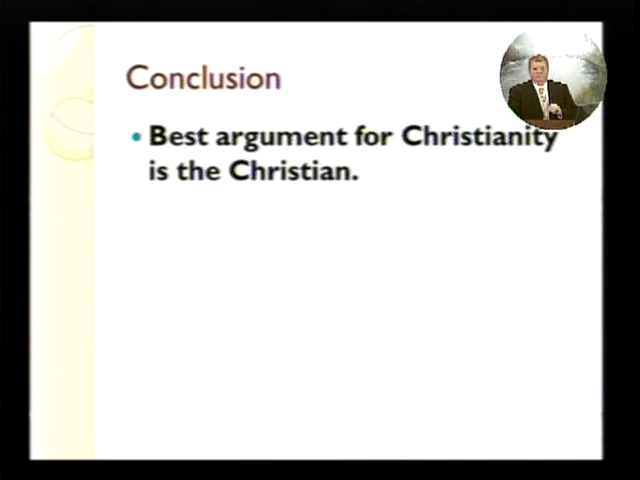 Conclusion
• Best argument for Christianity
is the Christian.